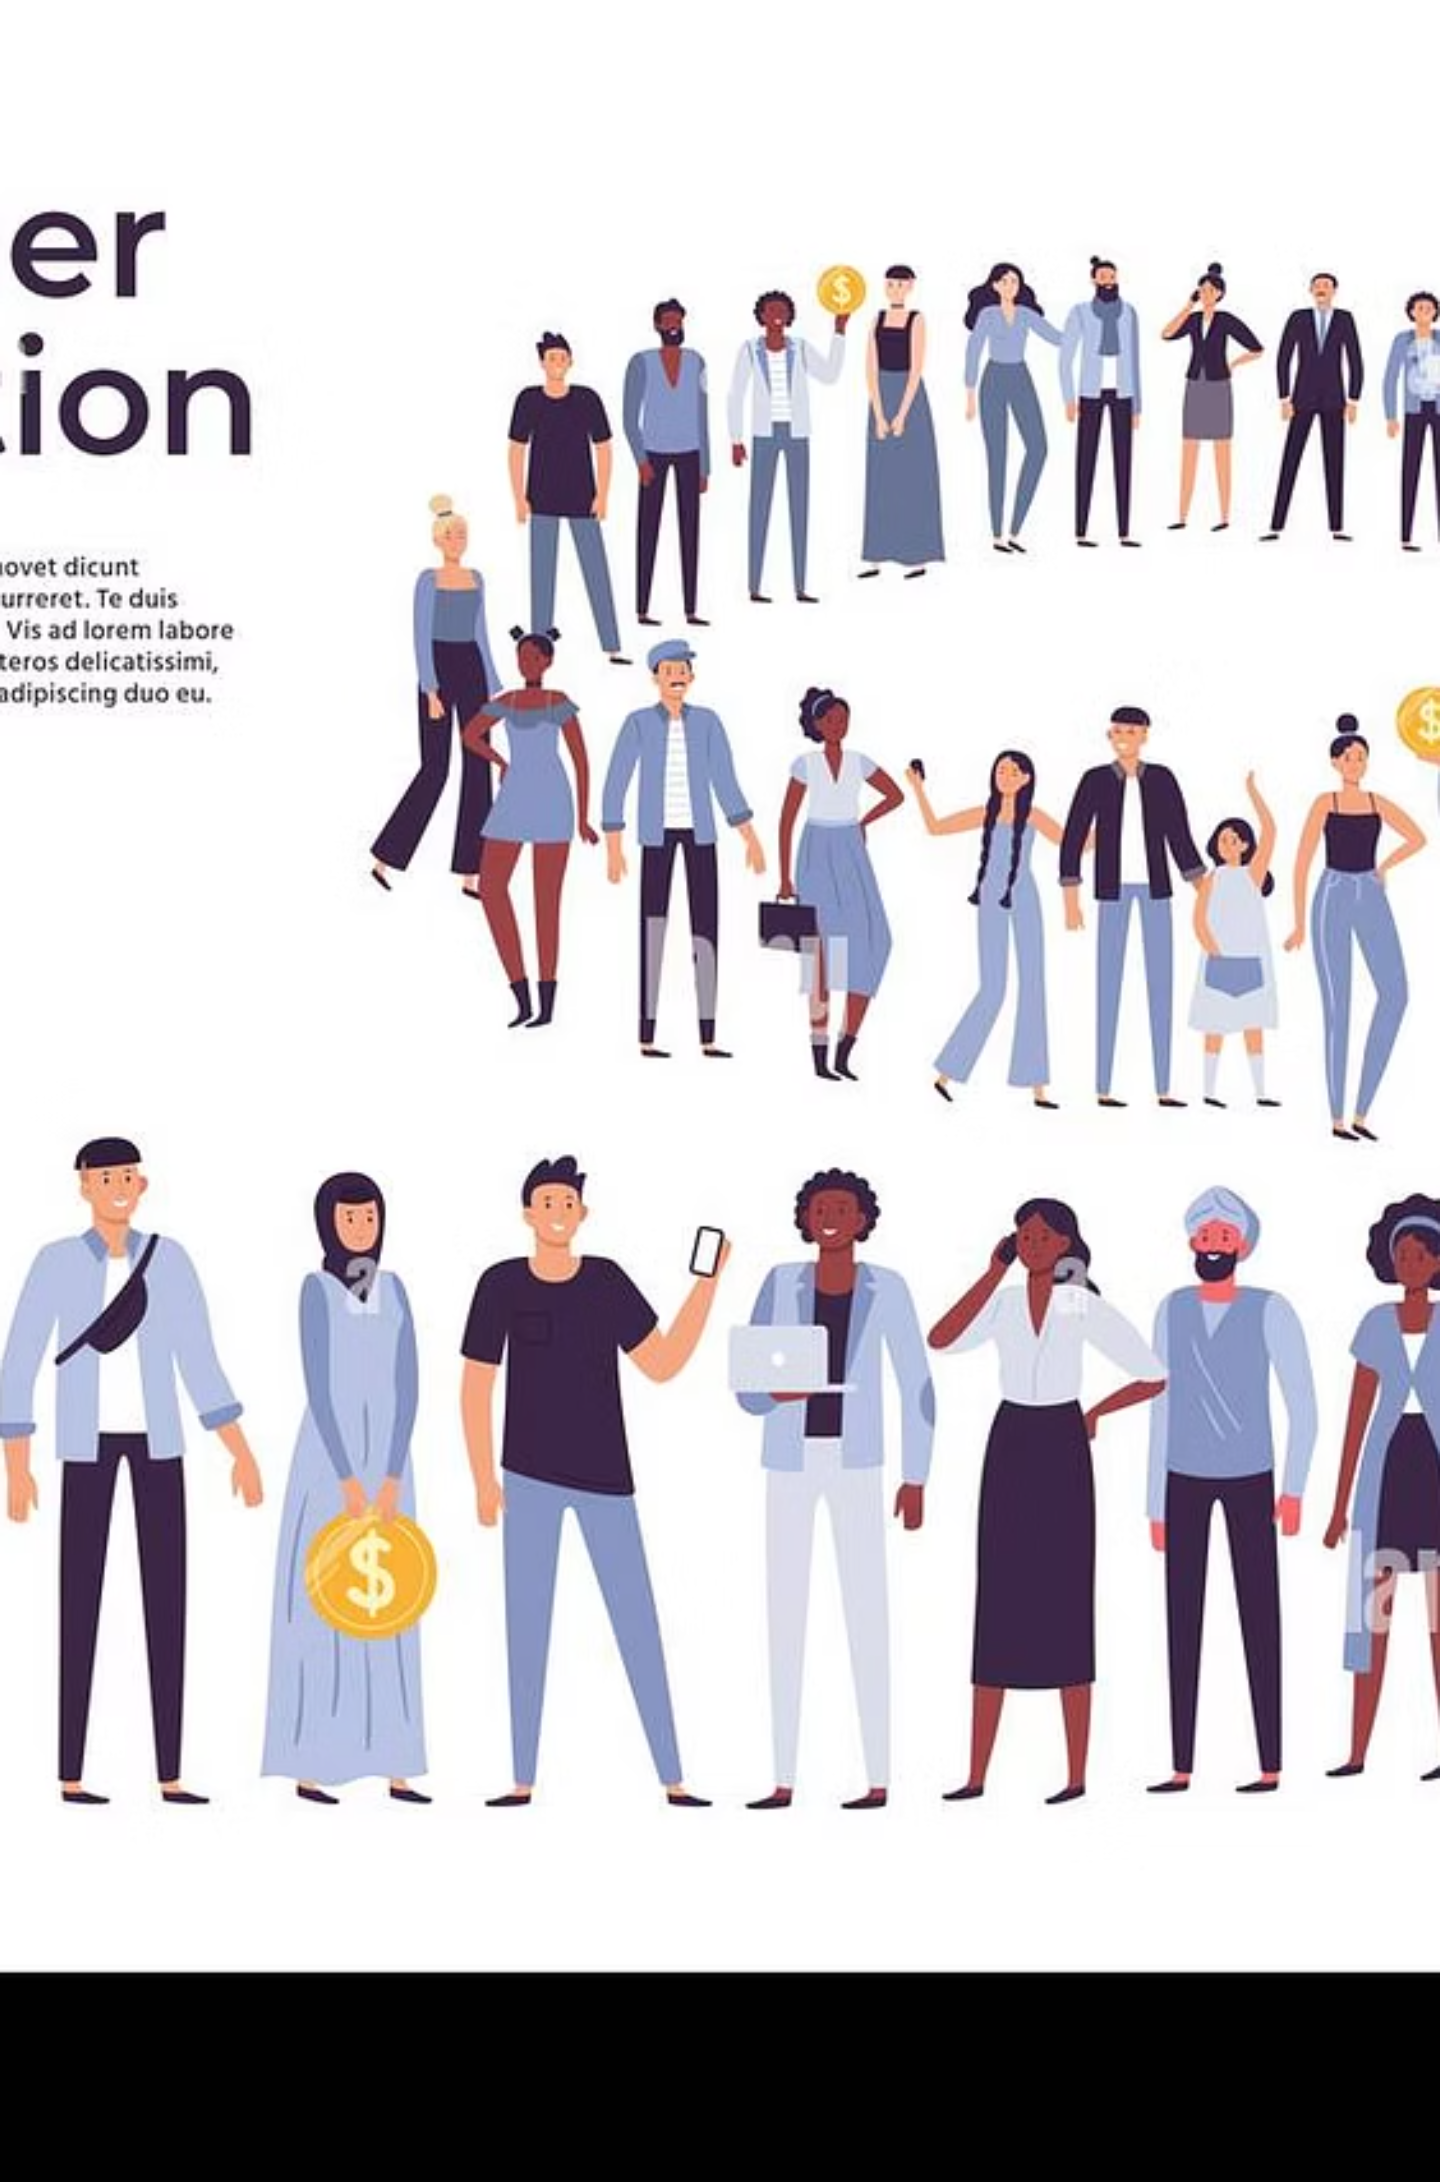 er
tion
novet dicunt
urreret. Te duis
Vis ad lorem labore
teros delicatissimi,
adipiscing duo eu.
$
$
$
a
a